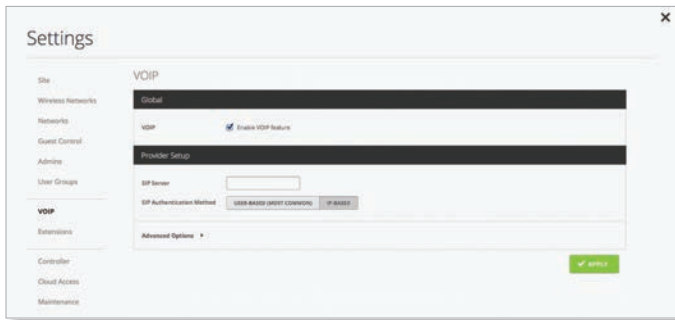 Settings
Site
Wireless Networks
Networks
Guest Control
Admins
User Groups
VOIP
Extensions
Controller
Cloud Access
Maintenance
VOIP
Global
VOIP
Enable VOIP feature
Provider Setup
SIP Server
SIP Authentication Method
USER-BASED (MOST COMMON)
IP-BASED
Advanced Options
APPLY